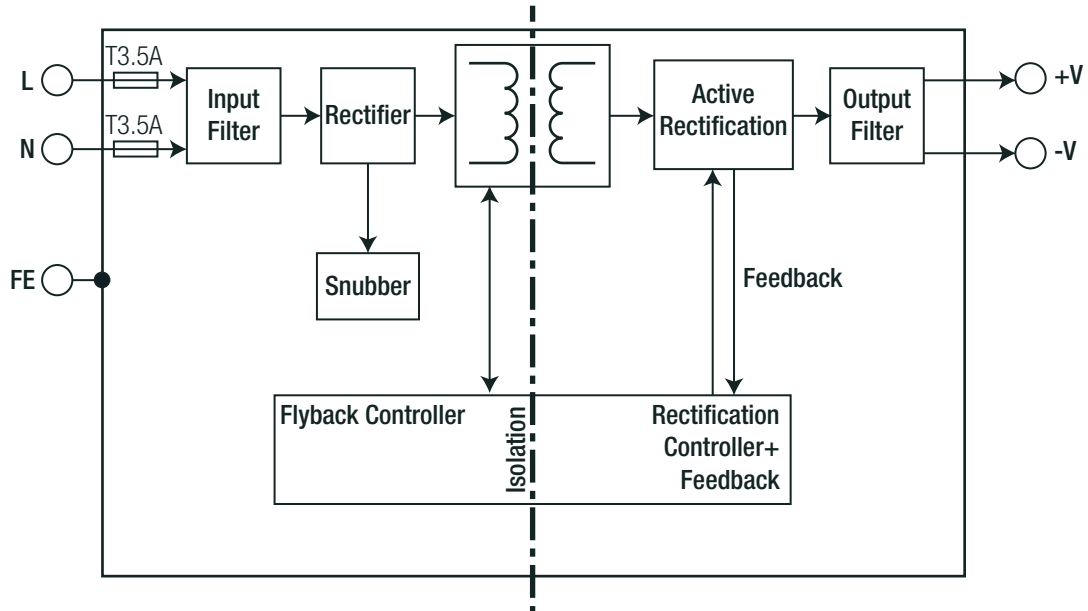 T3.5A
L
Input
Filter
Rectifier
Active
Rectification
Output
Filter
+V
T3.5A
N
-V
FE
Snubber
Feedback
Flyback Controller
Isolation
Rectification
Controller+
Feedback